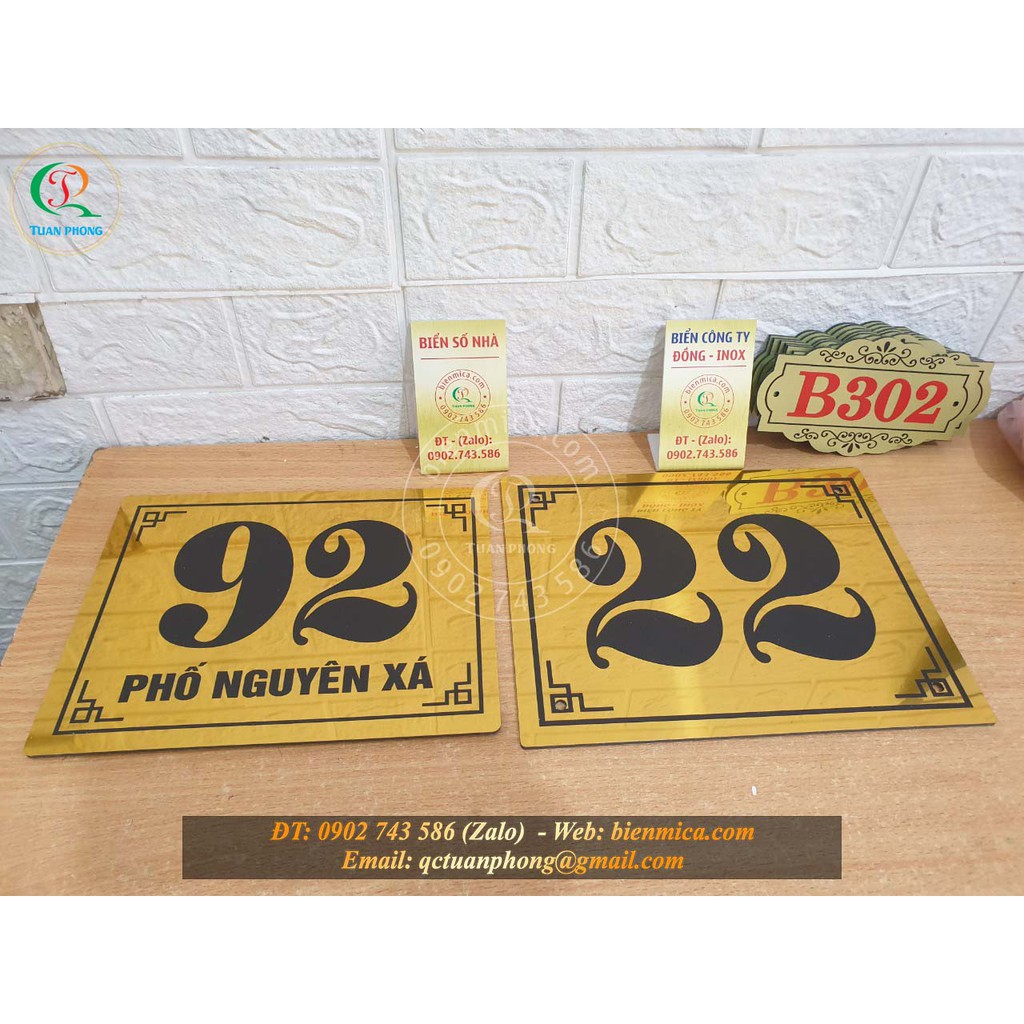 TUAN PHONG
BIỂN SỐ NHÀ
bienmica.com
TUAN PHONG
0902.743.586
ĐT - (Zalo):
0902.743.586
BIỂN CÔNG TY
ĐỒNG - INOX
bienmica.com
TUAN PHONG
0902.743.586
ĐT - (Zalo):
0902.743.586
B302
92
PHỐ NGUYÊN XÁ
22
bienmica.com
TUAN PHONG
0902 743 586
ĐT: 0902 743 586 (Zalo) - Web: bienmica.com
Email: qctuanphong@gmail.com